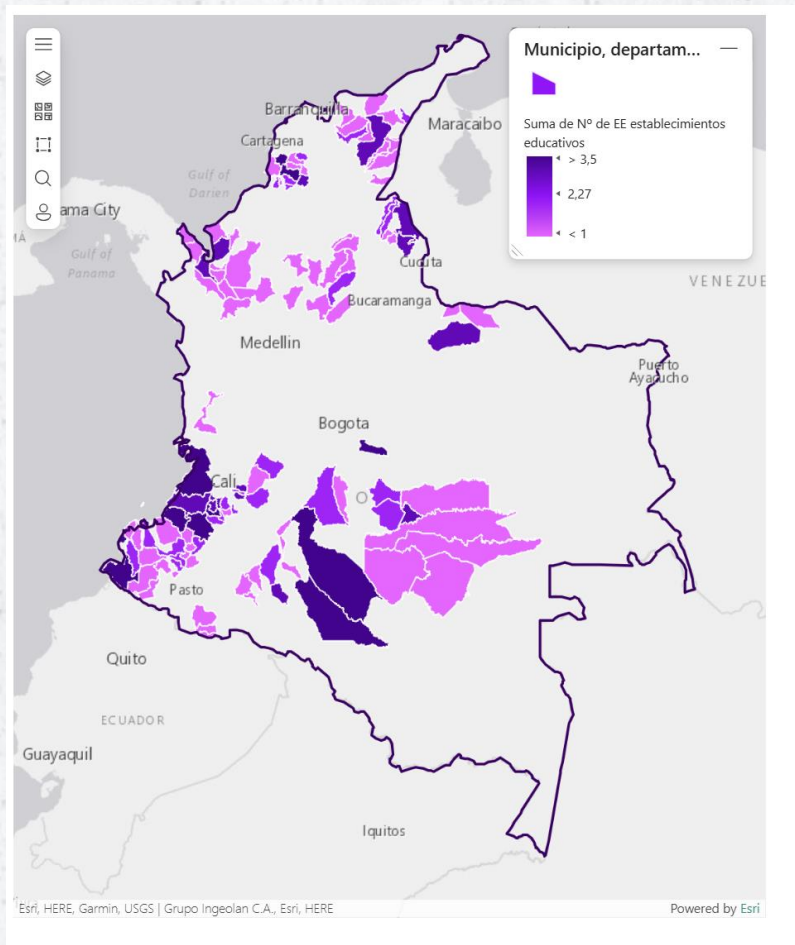 Municipio, departam...
Suma de Nº de EE establecimientos
educativos
> 3,5
2,27
< 1
Barranquilla
Maracaibo
Cartagena
Gulf of
Darien
ama City
Gulf of
Panama
Cucuta
VENEZUE
Bucaramanga
Medellin
Puerto
Ayacucho
Bogota
Cali
O
Pasto
Quito
ECUADOR
Guayaquil
Iquitos
Esri, HERE, Garmin, USGS | Grupo Ingeolan C.A., Esri, HERE
Powered by Esri